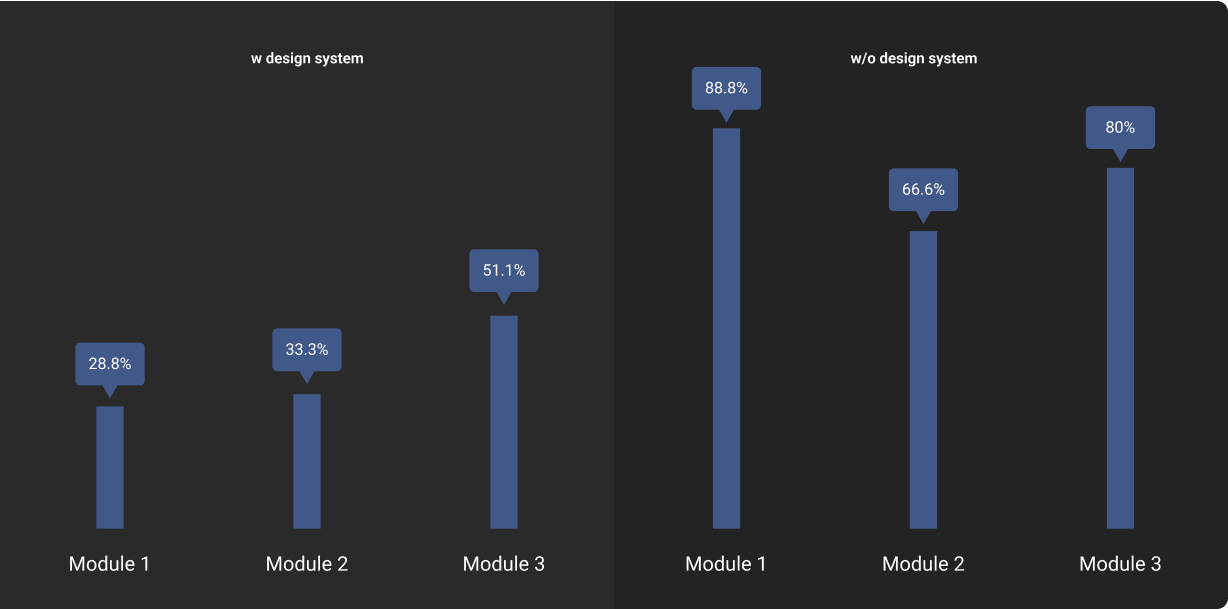 w design system
28.8%
33.3%
51.1%
Module 1
Module 2
Module 3
w/o design system
88.8%
66.6%
80%
Module 1
Module 2
Module 3